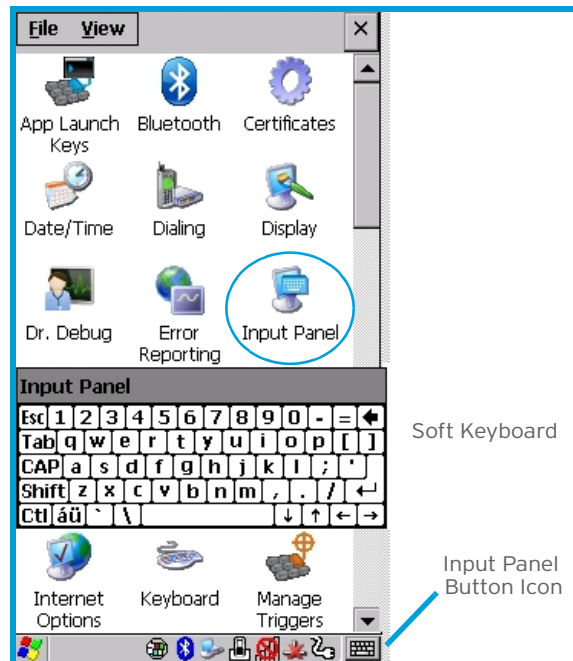 File View
App Launch Keys
Bluetooth
Certificates
Date/Time
Dialing
Display
Dr. Debug
Error Reporting
Input Panel
Input Panel
Esc 1 2 3 4 5 6 7 8 9 0 - =
Tab q w e r t y u i o p [ ]
CAP a s d f g h j k l ; '
Shift z x c v b n m , . /
Ctl áü ` \ ↓ ↑ ← →
Soft Keyboard
Internet Options
Keyboard
Manage Triggers
Input Panel
Button Icon